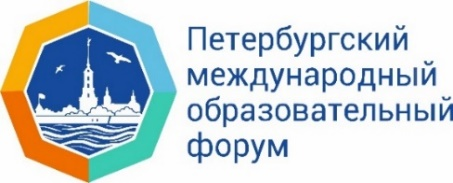 Петербургский
международный
образовательный
форум